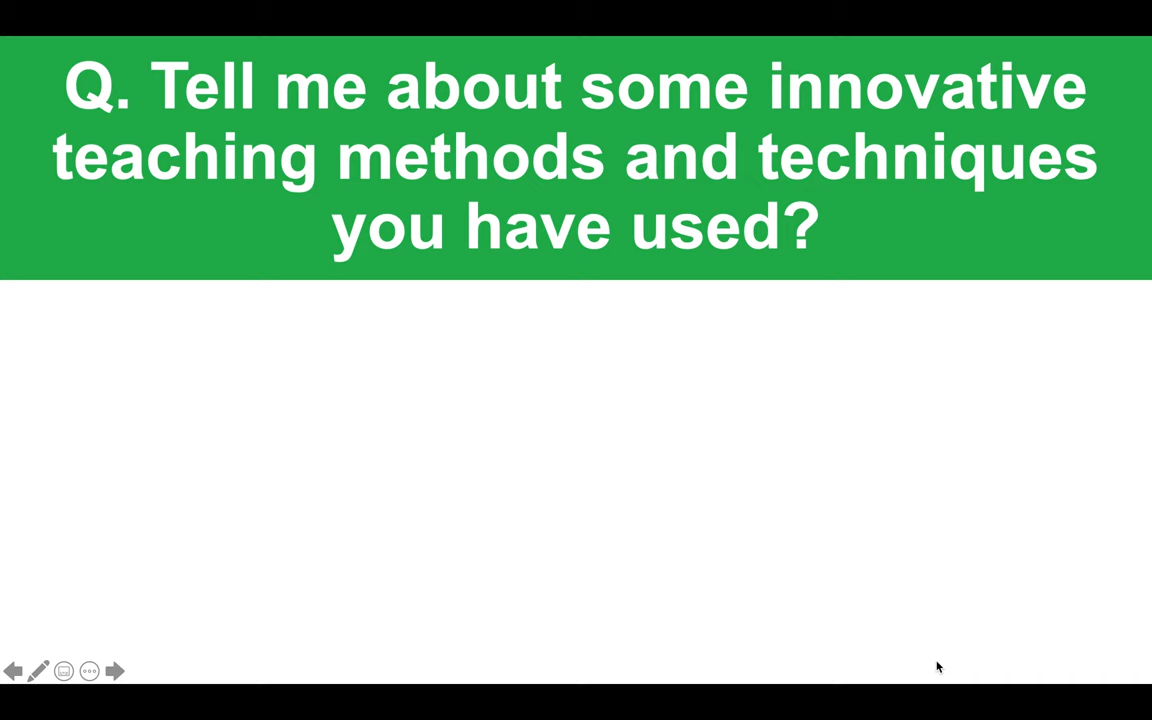 Q. Tell me about some innovative
teaching methods and techniques
you have used?